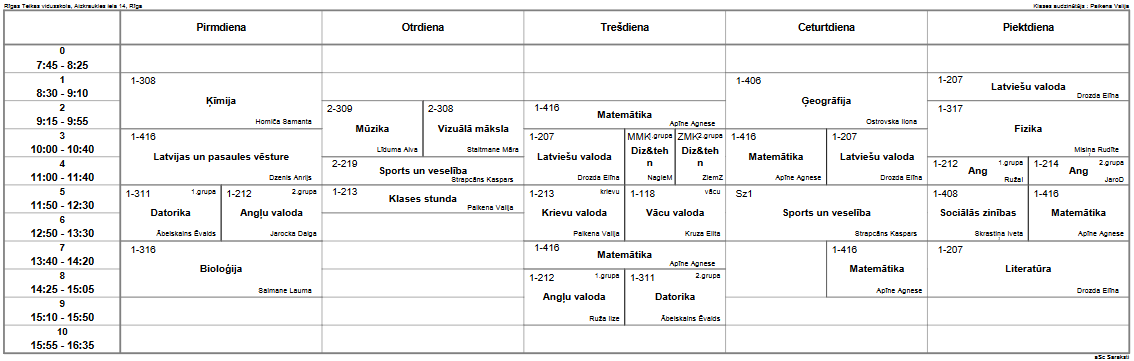 Rīgas Teikas vidusskola, Aizkraukles iela 14, Rīga
Klases audzinātājs : Paikena Valija
Pirmdiena Otrdiena Trešdiena Ceturtdiena Piektdiena
0
7:45 - 8:25
1
8:30 - 9:10
1-308
Ķīmija
Homiča Samanta
1-406
Ģeogrāfija
Ostrovska Ilona
1-207
Latviešu valoda
Drozda Elīna
2
9:15 - 9:55
2-309
Mūzika
Līduma Aiva
2-308
Vizuālā māksla
Staltmane Māra
1-416
Matemātika
Apīne Agnese
1-317
Fizika
Misiņa Rudīte
3
10:00 - 10:40
1-416
Latvijas un pasaules vēsture
Dzenis Anrijs
1-207
Latviešu valoda
Drozda Elīna
MMK 1.grupa
Diz&teh
n
NagleM
ZMK 2.grupa
Diz&teh
n
ZiemZ
1-416
Matemātika
Apīne Agnese
1-207
Latviešu valoda
Drozda Elīna
4
11:00 - 11:40
2-219
Sports un veselība
Strapcāns Kaspars
1-212
1.grupa
Ang
RužaI
1-214
2.grupa
Ang
JaroD
5
11:50 - 12:30
1-311
1.grupa
Datorika
Ābelskalns Ēvalds
1-212
2.grupa
Angļu valoda
Jarocka Daiga
1-213
Klases stunda
Paikena Valija
1-213
krievu
Krievu valoda
Paikena Valija
1-118
vācu
Vācu valoda
Kruza Elita
Sz1
Sports un veselība
Strapcāns Kaspars
1-408
Sociālās zinības
Skrastiņa Iveta
1-416
Matemātika
Apīne Agnese
6
12:50 - 13:30
7
13:40 - 14:20
1-316
Bioloģija
Salmane Lauma
1-416
Matemātika
Apīne Agnese
1-416
Matemātika
Apīne Agnese
1-207
Literatūra
Drozda Elīna
8
14:25 - 15:05
1-212
1.grupa
Angļu valoda
Ruža Ilze
1-311
2.grupa
Datorika
Ābelskalns Ēvalds
9
15:10 - 15:50
10
15:55 - 16:35
aSc Saraksti